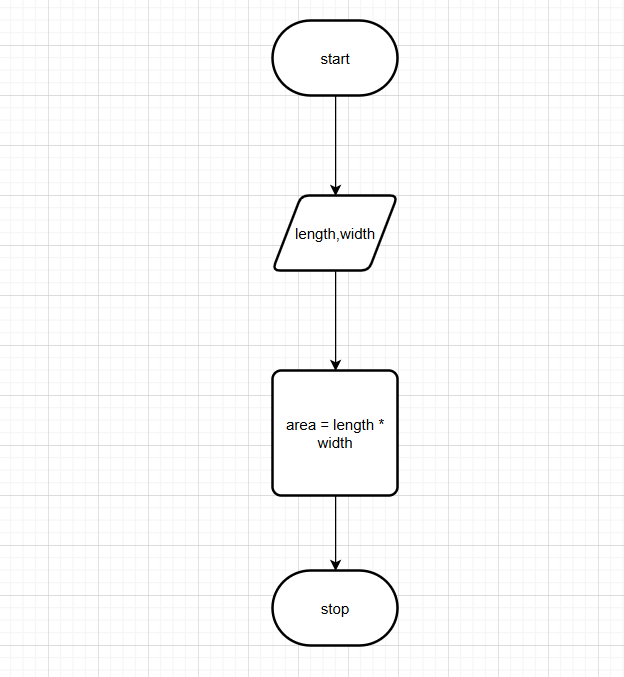 start
length,width
area = length *
width
stop